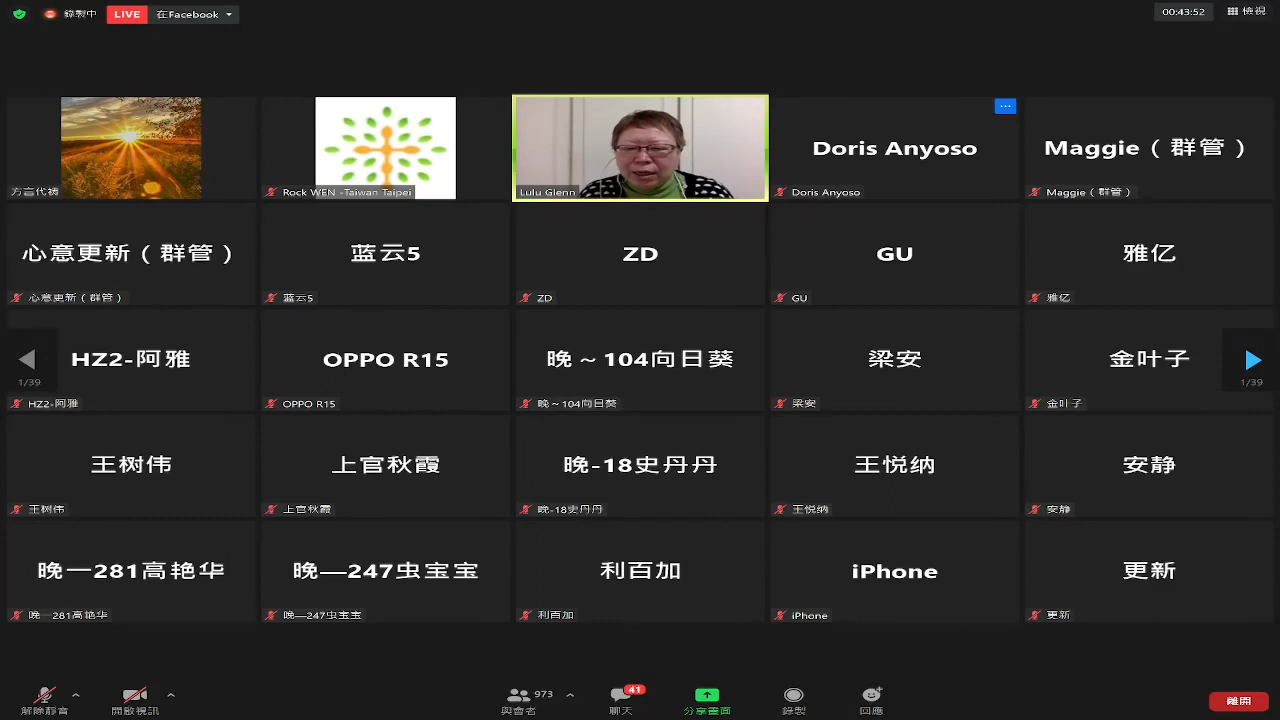 錄製中 LIVE 在Facebook 00:43:52 檢視
方言代禱 Rock WEN -Taiwan Taipei Lulu Glenn Doris Anyoso Maggie（群管）
Doris Anyoso Maggie（群管）
心意更新（群管） 蓝云5 ZD GU 雅亿
心意更新（群管） 蓝云5 ZD GU 雅亿
HZ2-阿雅 OPPO R15 晚～104向日葵 梁安 金叶子
1/39 1/39
HZ2-阿雅 OPPO R15 晚～104向日葵 梁安 金叶子
王树伟 上官秋霞 晚-18史丹丹 王悦纳 安静
王树伟 上官秋霞 晚-18史丹丹 王悦纳 安静
晚一281高艳华 晚—247虫宝宝 利百加 iPhone 更新
晚一281高艳华 晚—247虫宝宝 利百加 iPhone 更新
973 41
解除靜音 開啟視訊 與會者 聊天 分享畫面 錄製 回應 離開